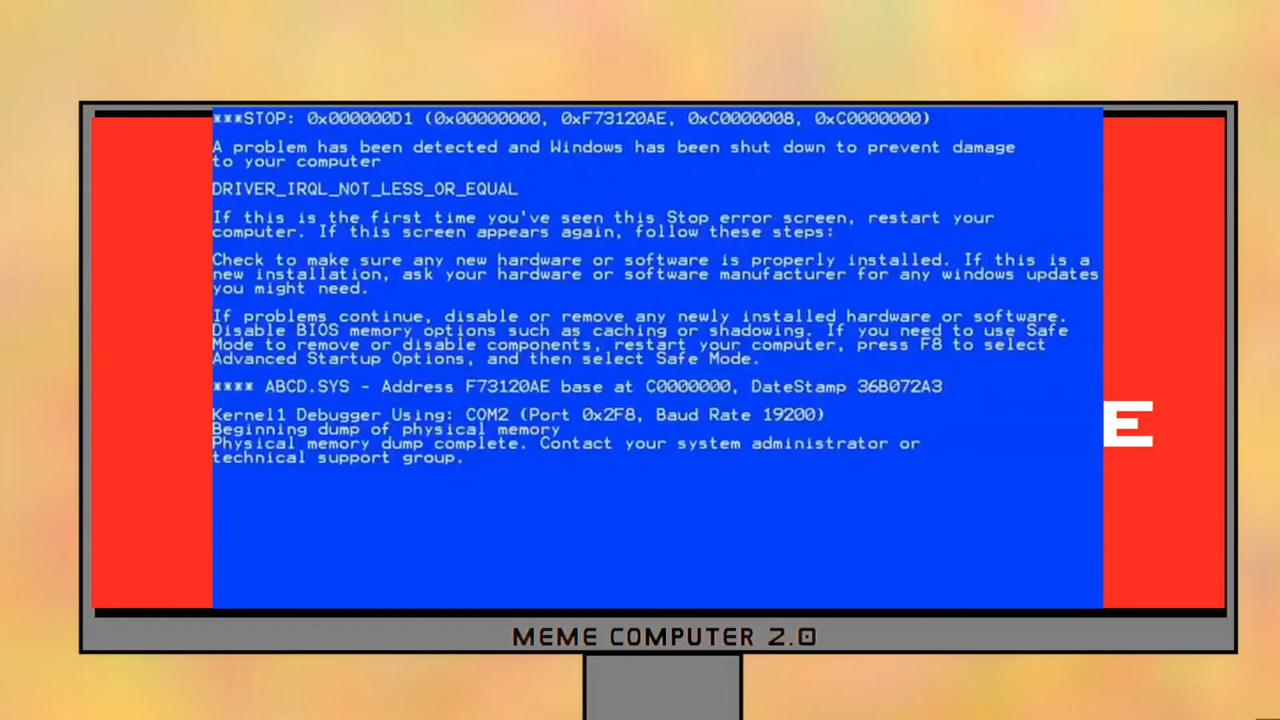 ***STOP: 0x000000D1 (0x00000000, 0xF73120AE, 0xC0000008, 0xC0000000)
A problem has been detected and Windows has been shut down to prevent damage
to your computer
DRIVER_IRQL_NOT_LESS_OR_EQUAL
If this is the first time you've seen this Stop error screen, restart your
computer. If this screen appears again, follow these steps:
Check to make sure any new hardware or software is properly installed. If this is a
new installation, ask your hardware or software manufacturer for any windows updates
you might need.
If problems continue, disable or remove any newly installed hardware or software.
Disable BIOS memory options such as caching or shadowing. If you need to use Safe
Mode to remove or disable components, restart your computer, press F8 to select
Advanced Startup Options, and then select Safe Mode.
**** ABCD.SYS - Address F73120AE base at C0000000, DateStamp 36B072A3
Kernel1 Debugger Using: COM2 (Port 0x2F8, Baud Rate 19200)
Beginning dump of physical memory
Physical memory dump complete. Contact your system administrator or
technical support group.
E
MEME COMPUTER 2.0